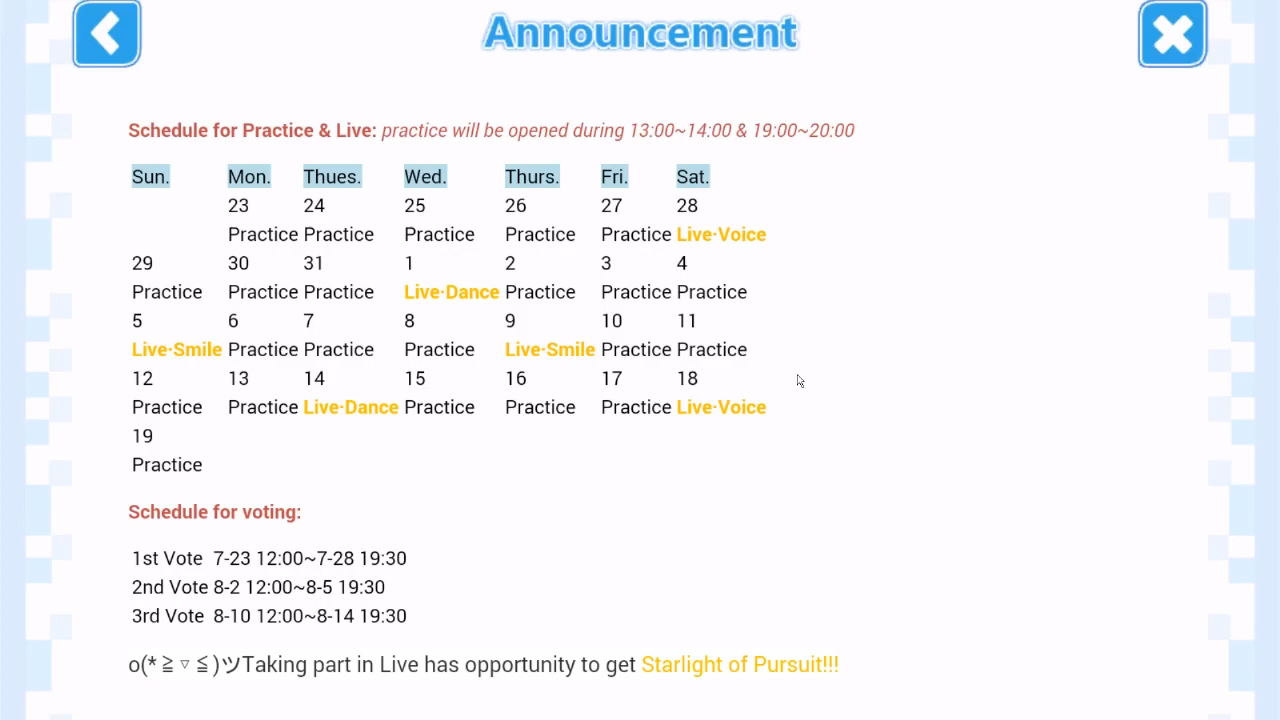 Announcement
Schedule for Practice & Live: practice will be opened during 13:00~14:00 & 19:00~20:00
Sun. Mon. Thues. Wed. Thurs. Fri. Sat.
23 24 25 26 27 28
Practice Practice Practice Practice Practice Live·Voice
29 30 31 1 2 3 4
Practice Practice Practice Live·Dance Practice Practice Practice
5 6 7 8 9 10 11
Live·Smile Practice Practice Practice Live·Smile Practice Practice
12 13 14 15 16 17 18
Practice Practice Live·Dance Practice Practice Practice Live·Voice
19
Practice
Schedule for voting:
1st Vote 7-23 12:00~7-28 19:30
2nd Vote 8-2 12:00~8-5 19:30
3rd Vote 8-10 12:00~8-14 19:30
o(*≧▽≦)ツTaking part in Live has opportunity to get Starlight of Pursuit!!!